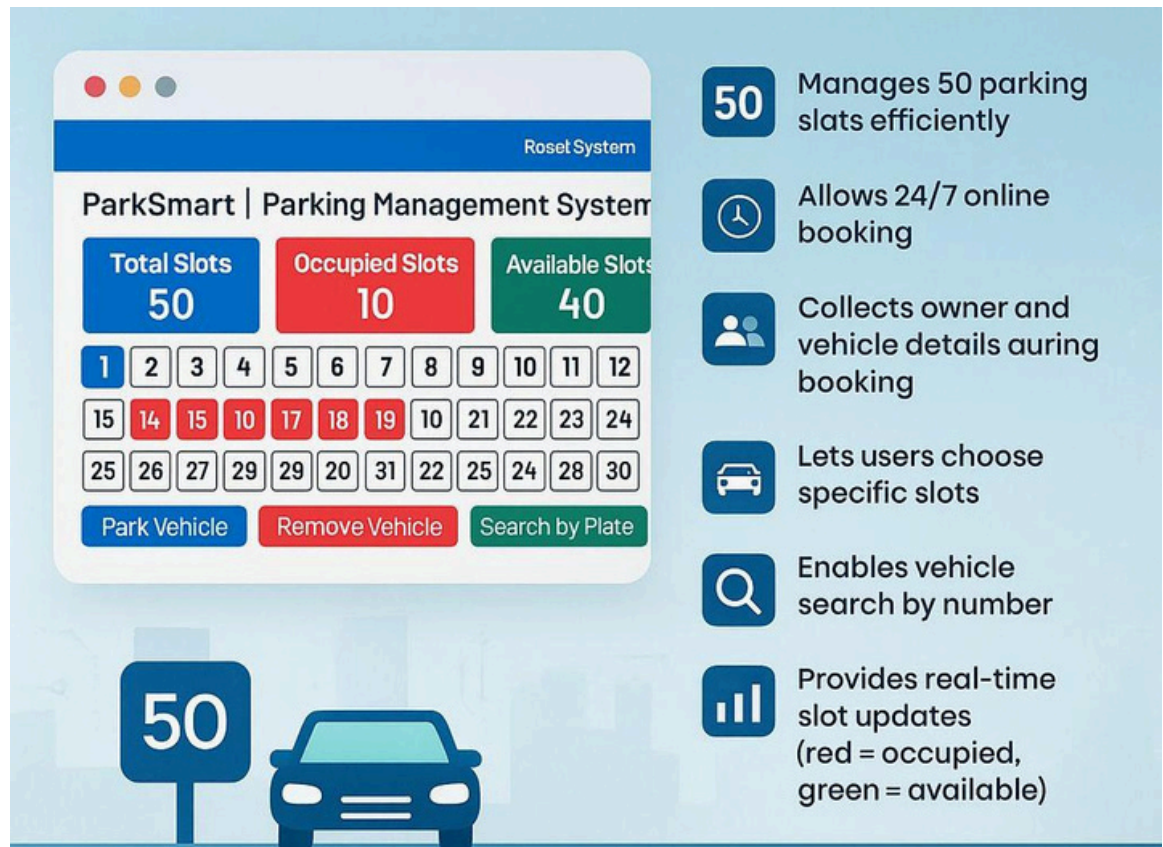 Roset System
ParkSmart | Parking Management System
Total Slots
50
Occupied Slots
10
Available Slots
40
1 2 3 4 5 6 7 8 9 10 11 12
15 14 15 10 17 18 19 10 21 22 23 24
25 26 27 29 29 20 31 22 25 24 28 30
Park Vehicle
Remove Vehicle
Search by Plate
50
50
Manages 50 parking
slats efficiently
Allows 24/7 online
booking
Collects owner and
vehicle details auring
booking
Lets users choose
specific slots
Enables vehicle
search by number
Provides real-time
slot updates
(red = occupied,
green = available)